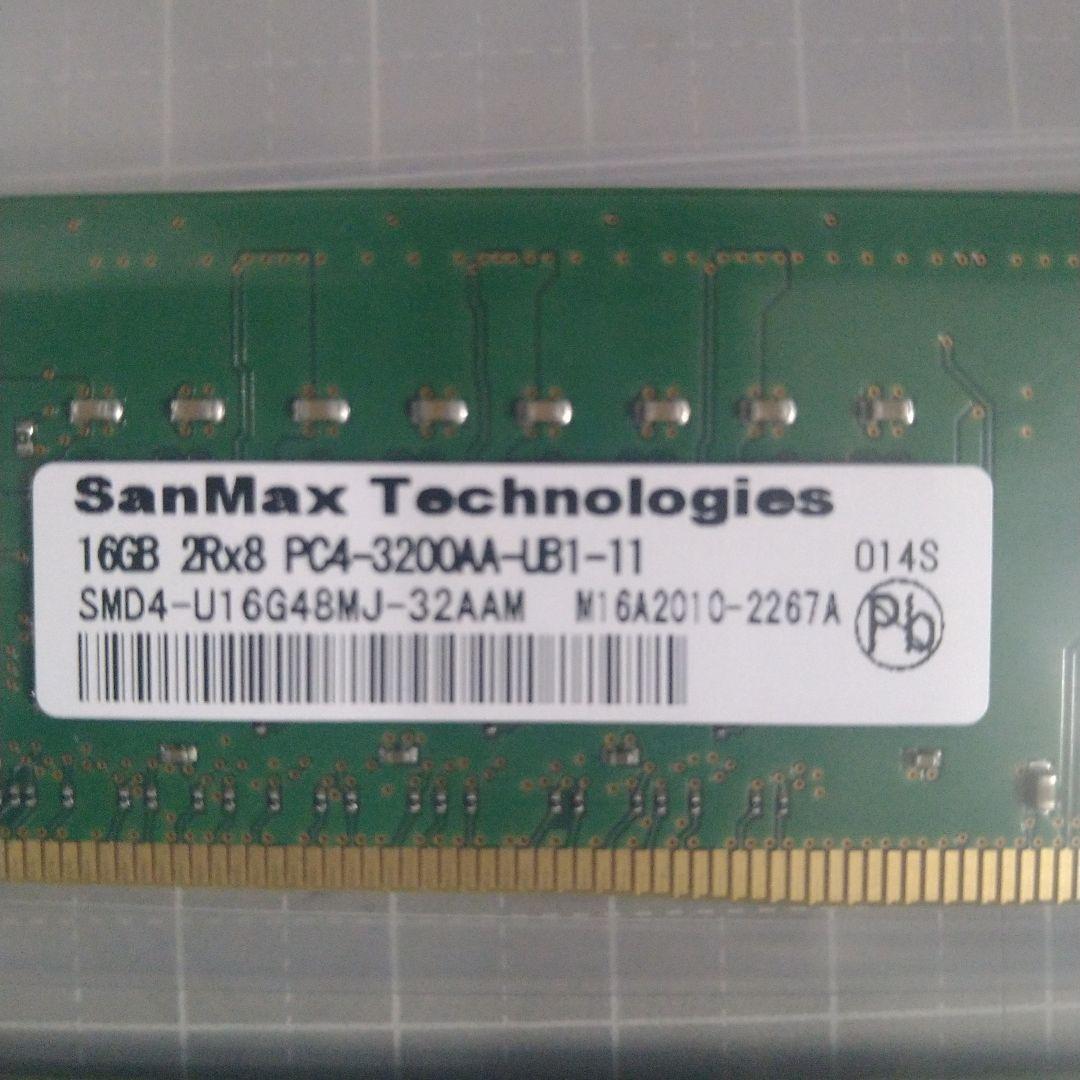 SanMax Technologies
16GB 2Rx8 PC4-3200AA-UB1-11 014S
SMD4-U16G48MJ-32AAM M16A2010-2267A
Pb